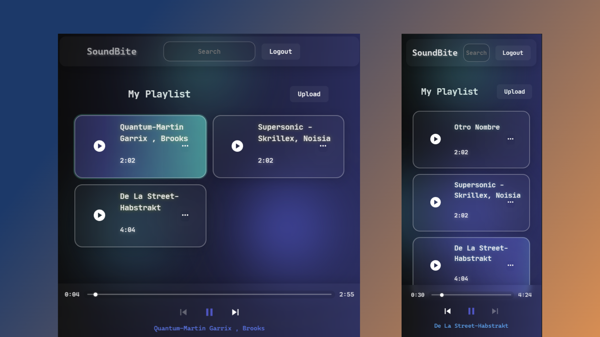 SoundBite
Search
Logout
My Playlist
Upload
Quantum-Martin
Garrix , Brooks
2:02
Supersonic -
Skrillex, Noisia
2:02
De La Street-
Habstrakt
4:04
0:04
2:55
Quantum-Martin Garrix , Brooks
SoundBite
Search
Logout
My Playlist
Upload
Otro Nombre
2:02
Supersonic -
Skrillex, Noisia
2:02
De La Street-
Habstrakt
4:04
0:30
4:24
De La Street-Habstrakt